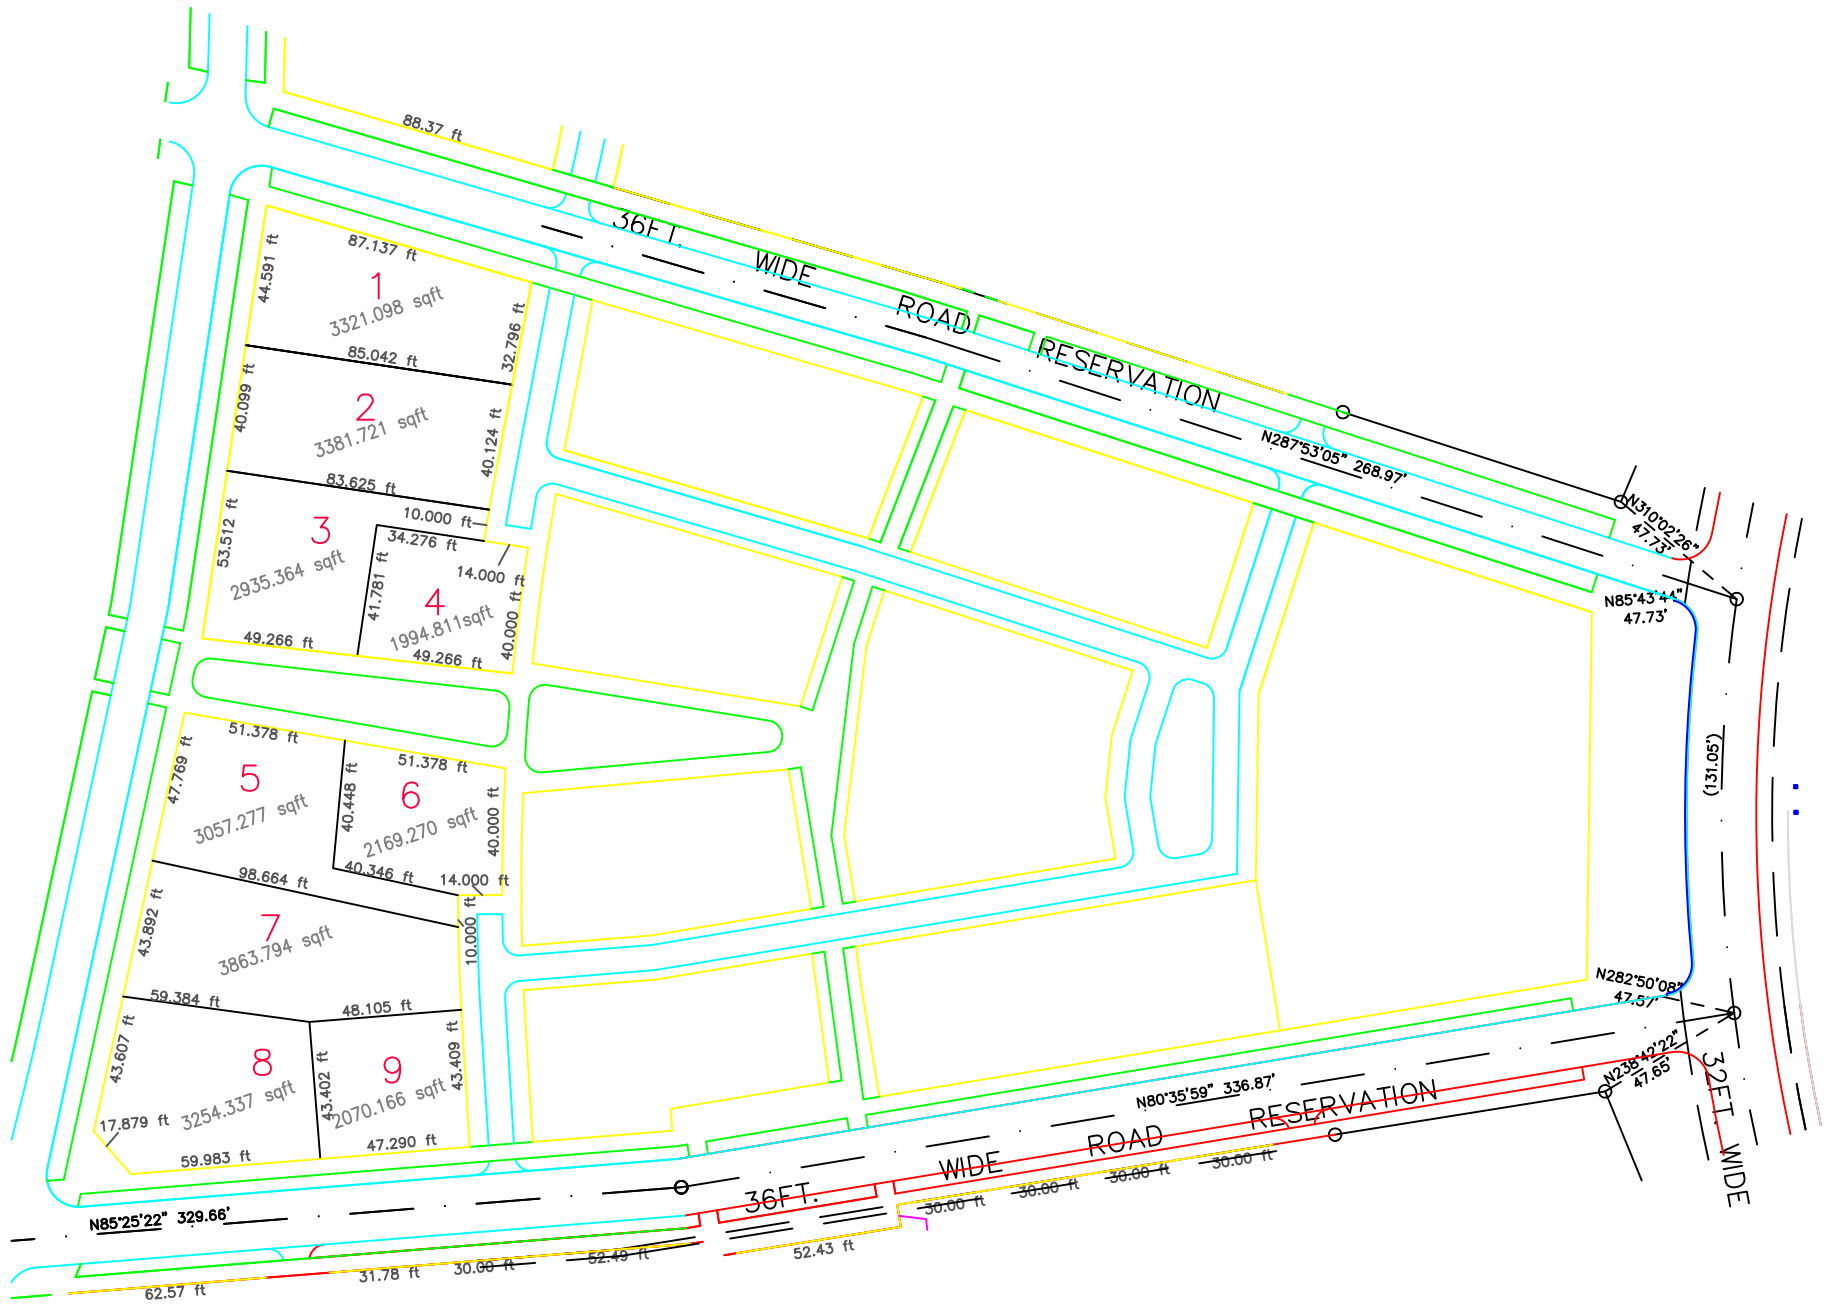 88.37 ft
36FT.
WIDE
ROAD
RESERVATION
N287°53'05" 268.97'
N310°02'26"
47.73'
N85°43'44"
47.73'
(131.05')
N282°50'08"
47.57'
N238°42'22"
47.65'
32FT. WIDE
87.137 ft
44.591 ft
1
3321.098 sqft
32.796 ft
85.042 ft
40.099 ft
2
3381.721 sqft
40.124 ft
83.625 ft
10.000 ft
53.512 ft
3
2935.364 sqft
34.276 ft
14.000 ft
41.781 ft
4
1994.811sqft
40.000 ft
49.266 ft
49.266 ft
51.378 ft
51.378 ft
47.769 ft
5
3057.277 sqft
40.448 ft
6
2169.270 sqft
40.000 ft
40.346 ft
14.000 ft
98.664 ft
10.000 ft
43.892 ft
7
3863.794 sqft
59.384 ft
48.105 ft
43.607 ft
8
3254.337 sqft
43.402 ft
9
2070.166 sqft
43.409 ft
17.879 ft
59.983 ft
47.290 ft
N85°25'22" 329.66'
N80°35'59" 336.87'
36FT.
WIDE
ROAD
RESERVATION
62.57 ft
31.78 ft
30.00 ft
52.49 ft
52.43 ft
30.00 ft
30.00 ft
30.00 ft
30.00 ft